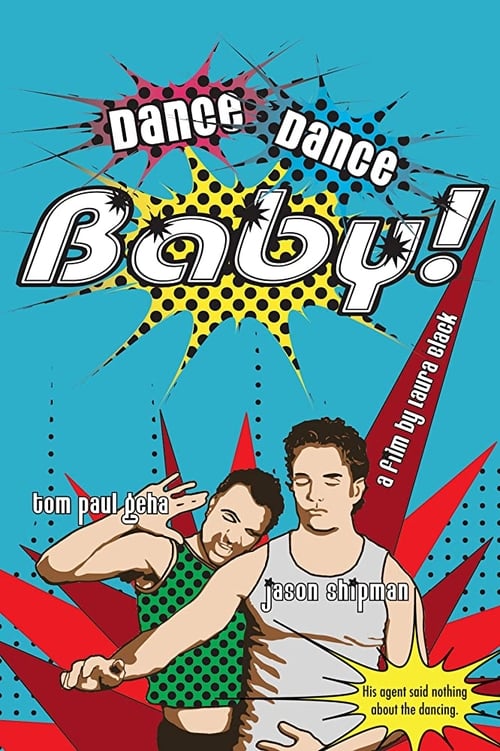 Dance Dance
Baby!
a film by Laura Black
tom paul geha
jason shipman
His agent said nothing
about the dancing.